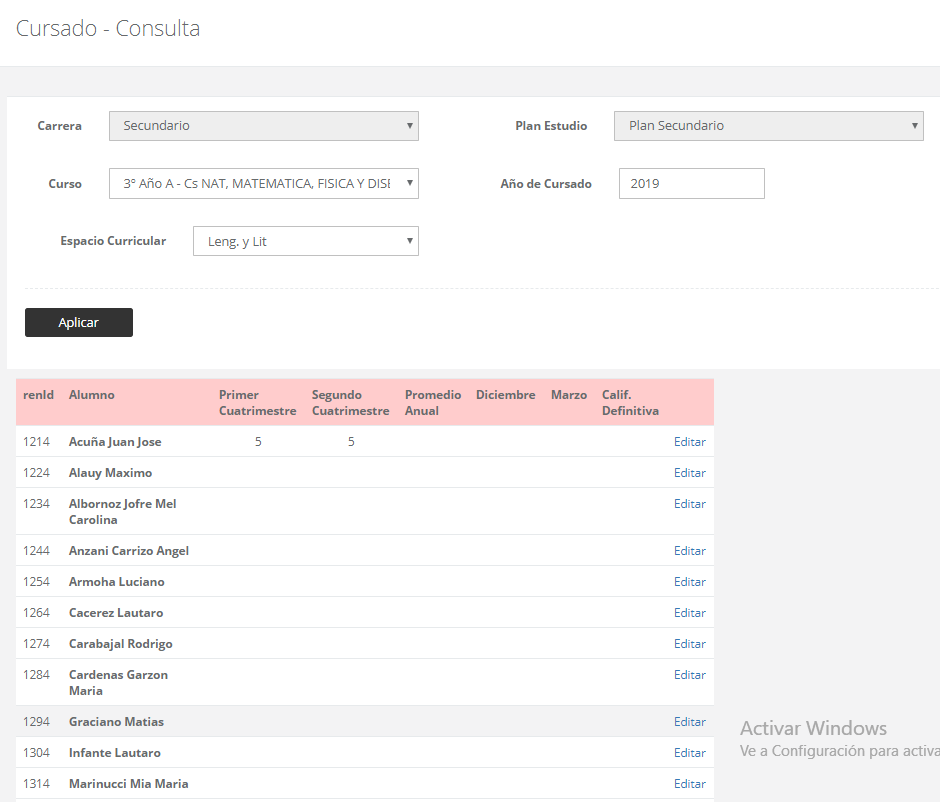 Cursado - Consulta
Carrera Secundario Plan Estudio Plan Secundario
Curso 3º Año A - Cs NAT, MATEMATICA, FISICA Y DISE Año de Cursado 2019
Espacio Curricular Leng. y Lit
Aplicar
renId Alumno Primer Segundo Promedio Diciembre Marzo Calif.
Cuatrimestre Cuatrimestre Anual Definitiva
1214 Acuña Juan Jose 5 5 Editar
1224 Alauy Maximo Editar
1234 Albornoz Jofre Mel Editar
Carolina
1244 Anzani Carrizo Angel Editar
1254 Armoha Luciano Editar
1264 Cacerez Lautaro Editar
1274 Carabajal Rodrigo Editar
1284 Cardenas Garzon Editar
Maria
1294 Graciano Matias Editar
Activar Windows
1304 Infante Lautaro Editar
Ve a Configuración para activa
1314 Marinucci Mia Maria Editar